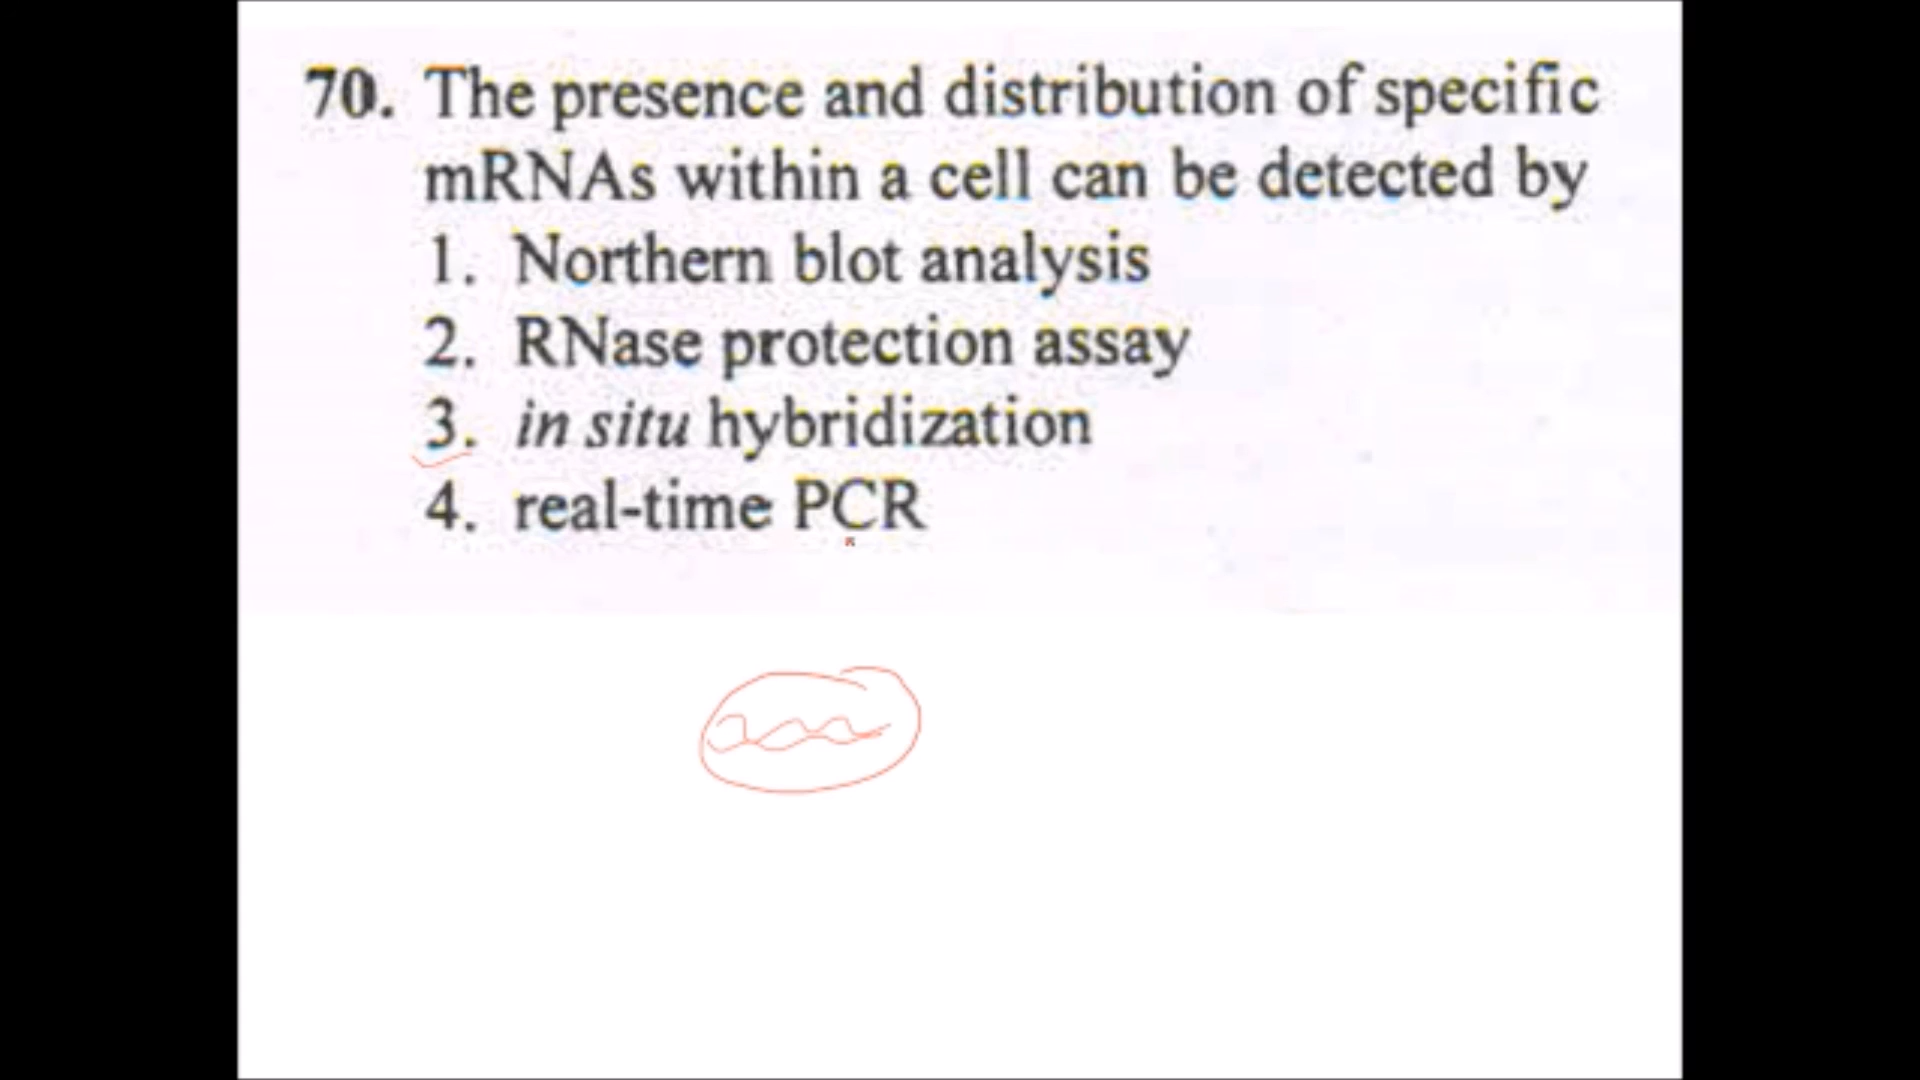 70. The presence and distribution of specific
mRNAs within a cell can be detected by
1. Northern blot analysis
2. RNase protection assay
3. in situ hybridization
4. real-time PCR